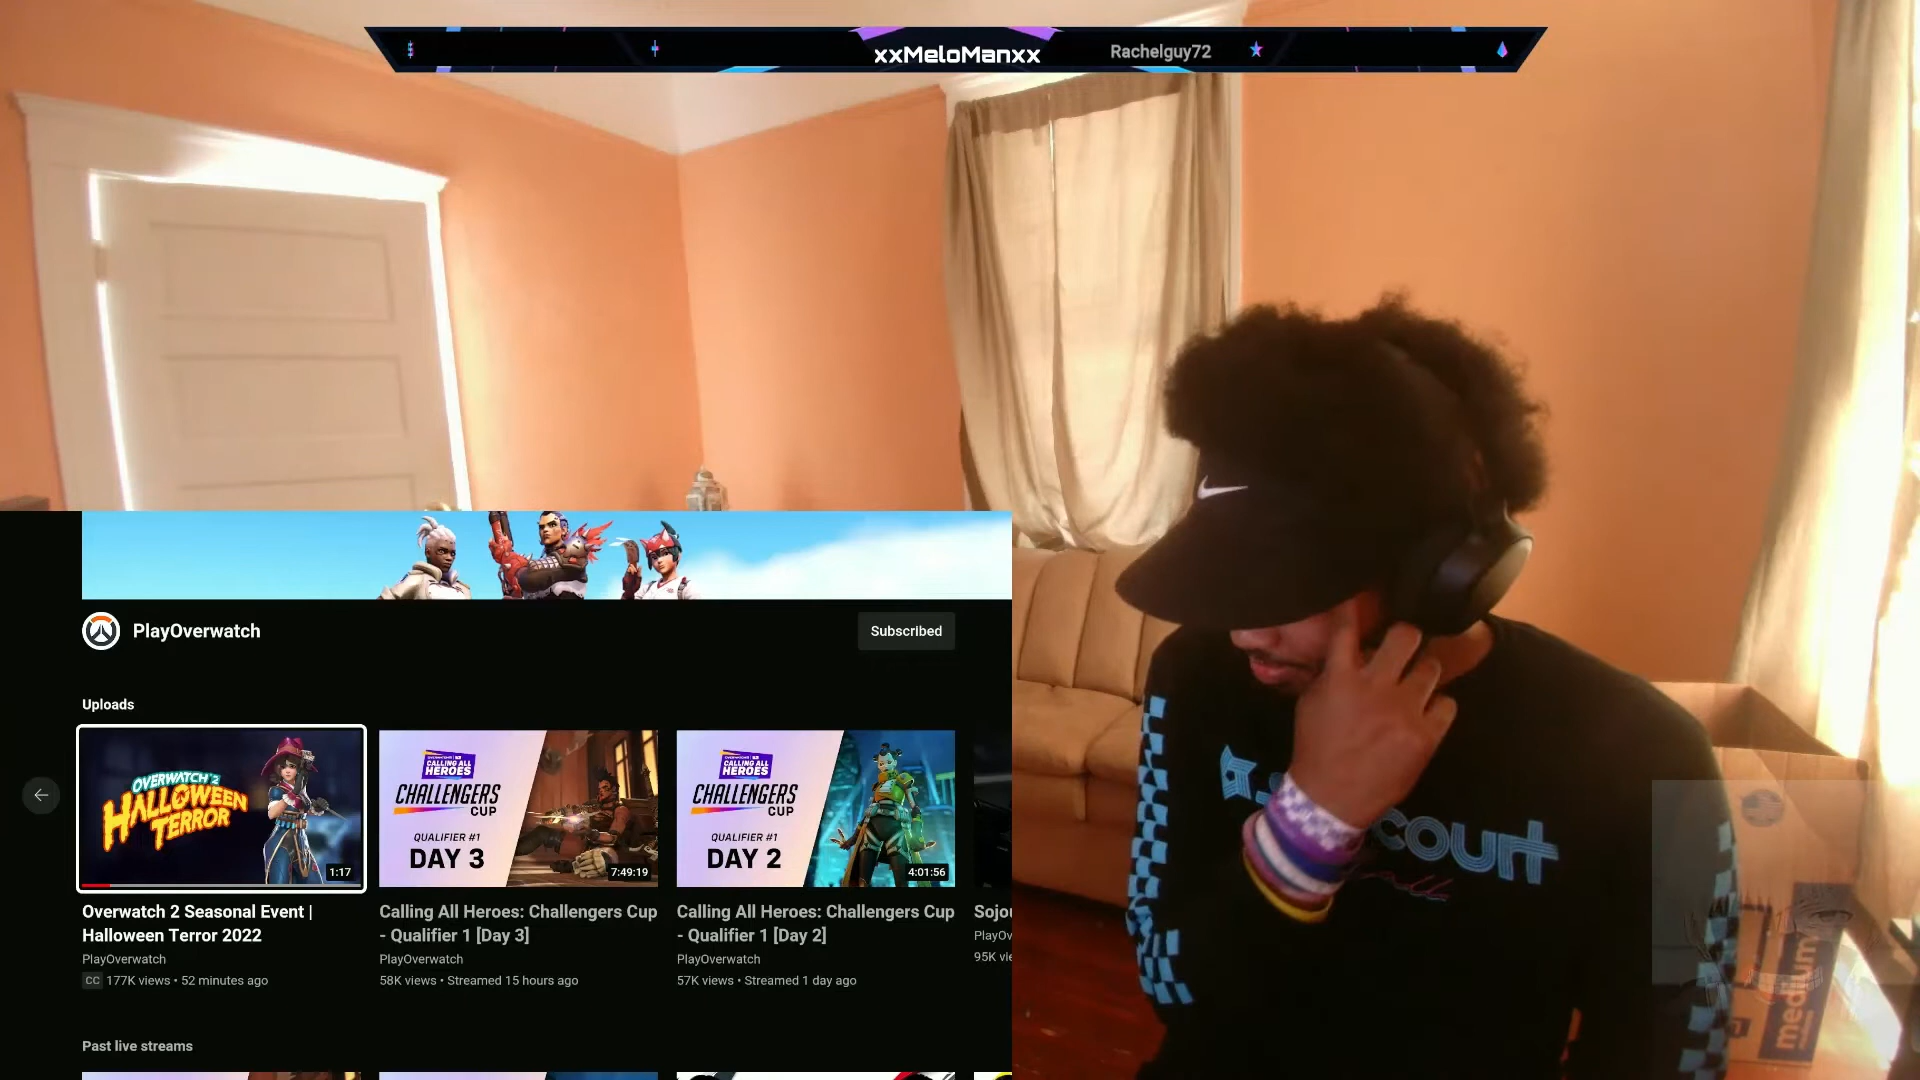 xxMeloManxx
Rachelguy72
PlayOverwatch
Subscribed
Uploads
OVERWATCH 2
HALLOWEEN
TERROR
1:17
CALLING ALL
HEROES
CHALLENGERS
CUP
QUALIFIER #1
DAY 3
7:49:19
CALLING ALL
HEROES
CHALLENGERS
CUP
QUALIFIER #1
DAY 2
4:01:56
Overwatch 2 Seasonal Event |
Halloween Terror 2022
PlayOverwatch
CC 177K views • 52 minutes ago
Calling All Heroes: Challengers Cup
- Qualifier 1 [Day 3]
PlayOverwatch
58K views • Streamed 15 hours ago
Calling All Heroes: Challengers Cup
- Qualifier 1 [Day 2]
PlayOverwatch
57K views • Streamed 1 day ago
Past live streams
court
medium